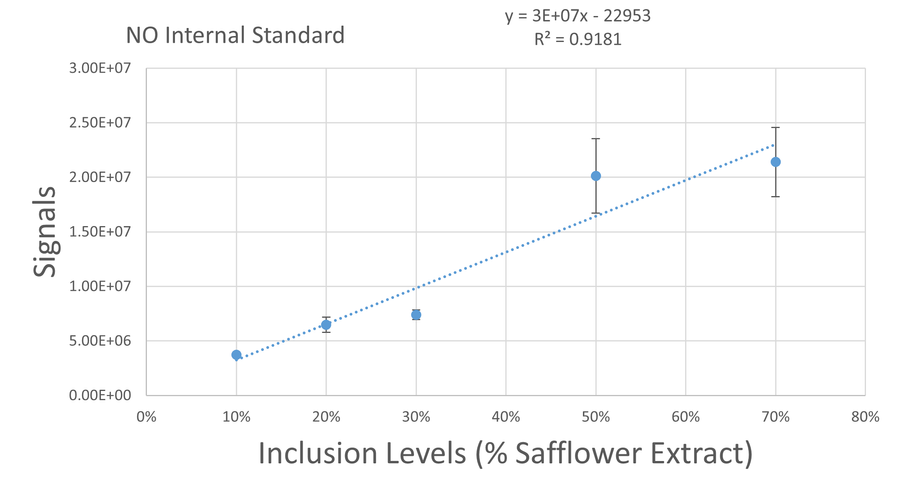 y = 3E+07x - 22953
NO Internal Standard
R² = 0.9181
3.00E+07
2.50E+07
2.00E+07
1.50E+07
1.00E+07
5.00E+06
0.00E+00
Signals
0% 10% 20% 30% 40% 50% 60% 70% 80%
Inclusion Levels (% Safflower Extract)